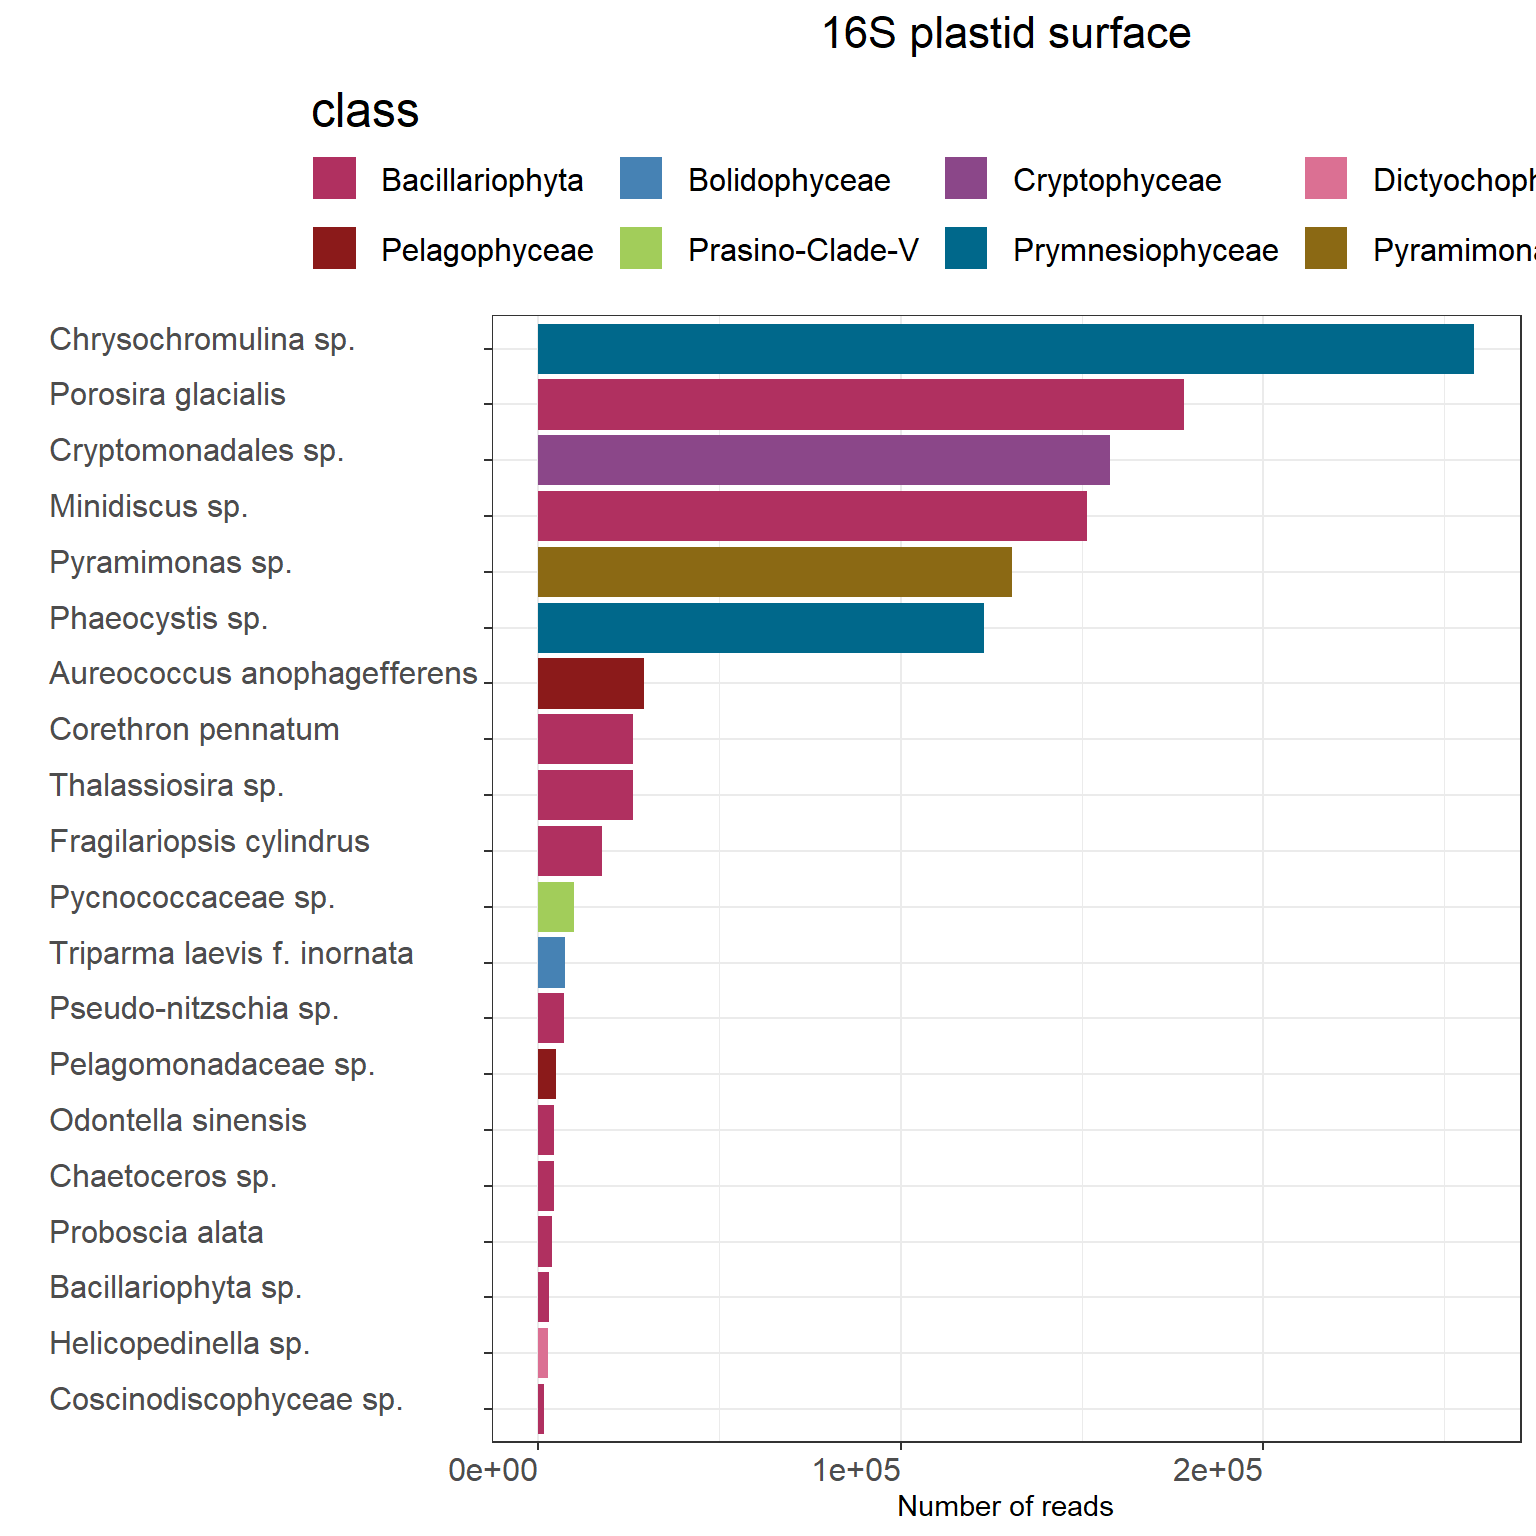 16S plastid surface
class
Bacillariophyta Bolidophyceae Cryptophyceae Dictyochoph
Pelagophyceae Prasino-Clade-V Prymnesiophyceae Pyramimona
Chrysochromulina sp.
Porosira glacialis
Cryptomonadales sp.
Minidiscus sp.
Pyramimonas sp.
Phaeocystis sp.
Aureococcus anophagefferens
Corethron pennatum
Thalassiosira sp.
Fragilariopsis cylindrus
Pycnococcaceae sp.
Triparma laevis f. inornata
Pseudo-nitzschia sp.
Pelagomonadaceae sp.
Odontella sinensis
Chaetoceros sp.
Proboscia alata
Bacillariophyta sp.
Helicopedinella sp.
Coscinodiscophyceae sp.
0e+00 1e+05 2e+05
Number of reads